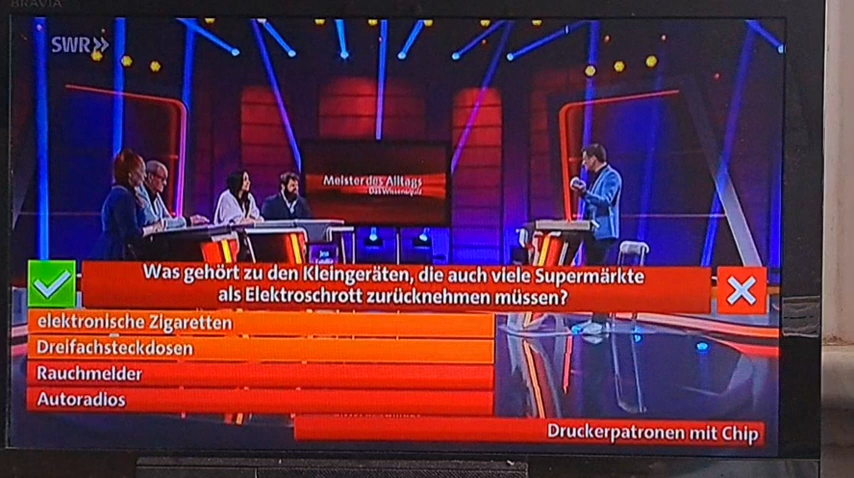 BRAVIA
SWR
Meister des Alltags
Das Wissensquiz
Was gehört zu den Kleingeräten, die auch viele Supermärkte
als Elektroschrott zurücknehmen müssen?
elektronische Zigaretten
Dreifachsteckdosen
Rauchmelder
Autoradios
Druckerpatronen mit Chip